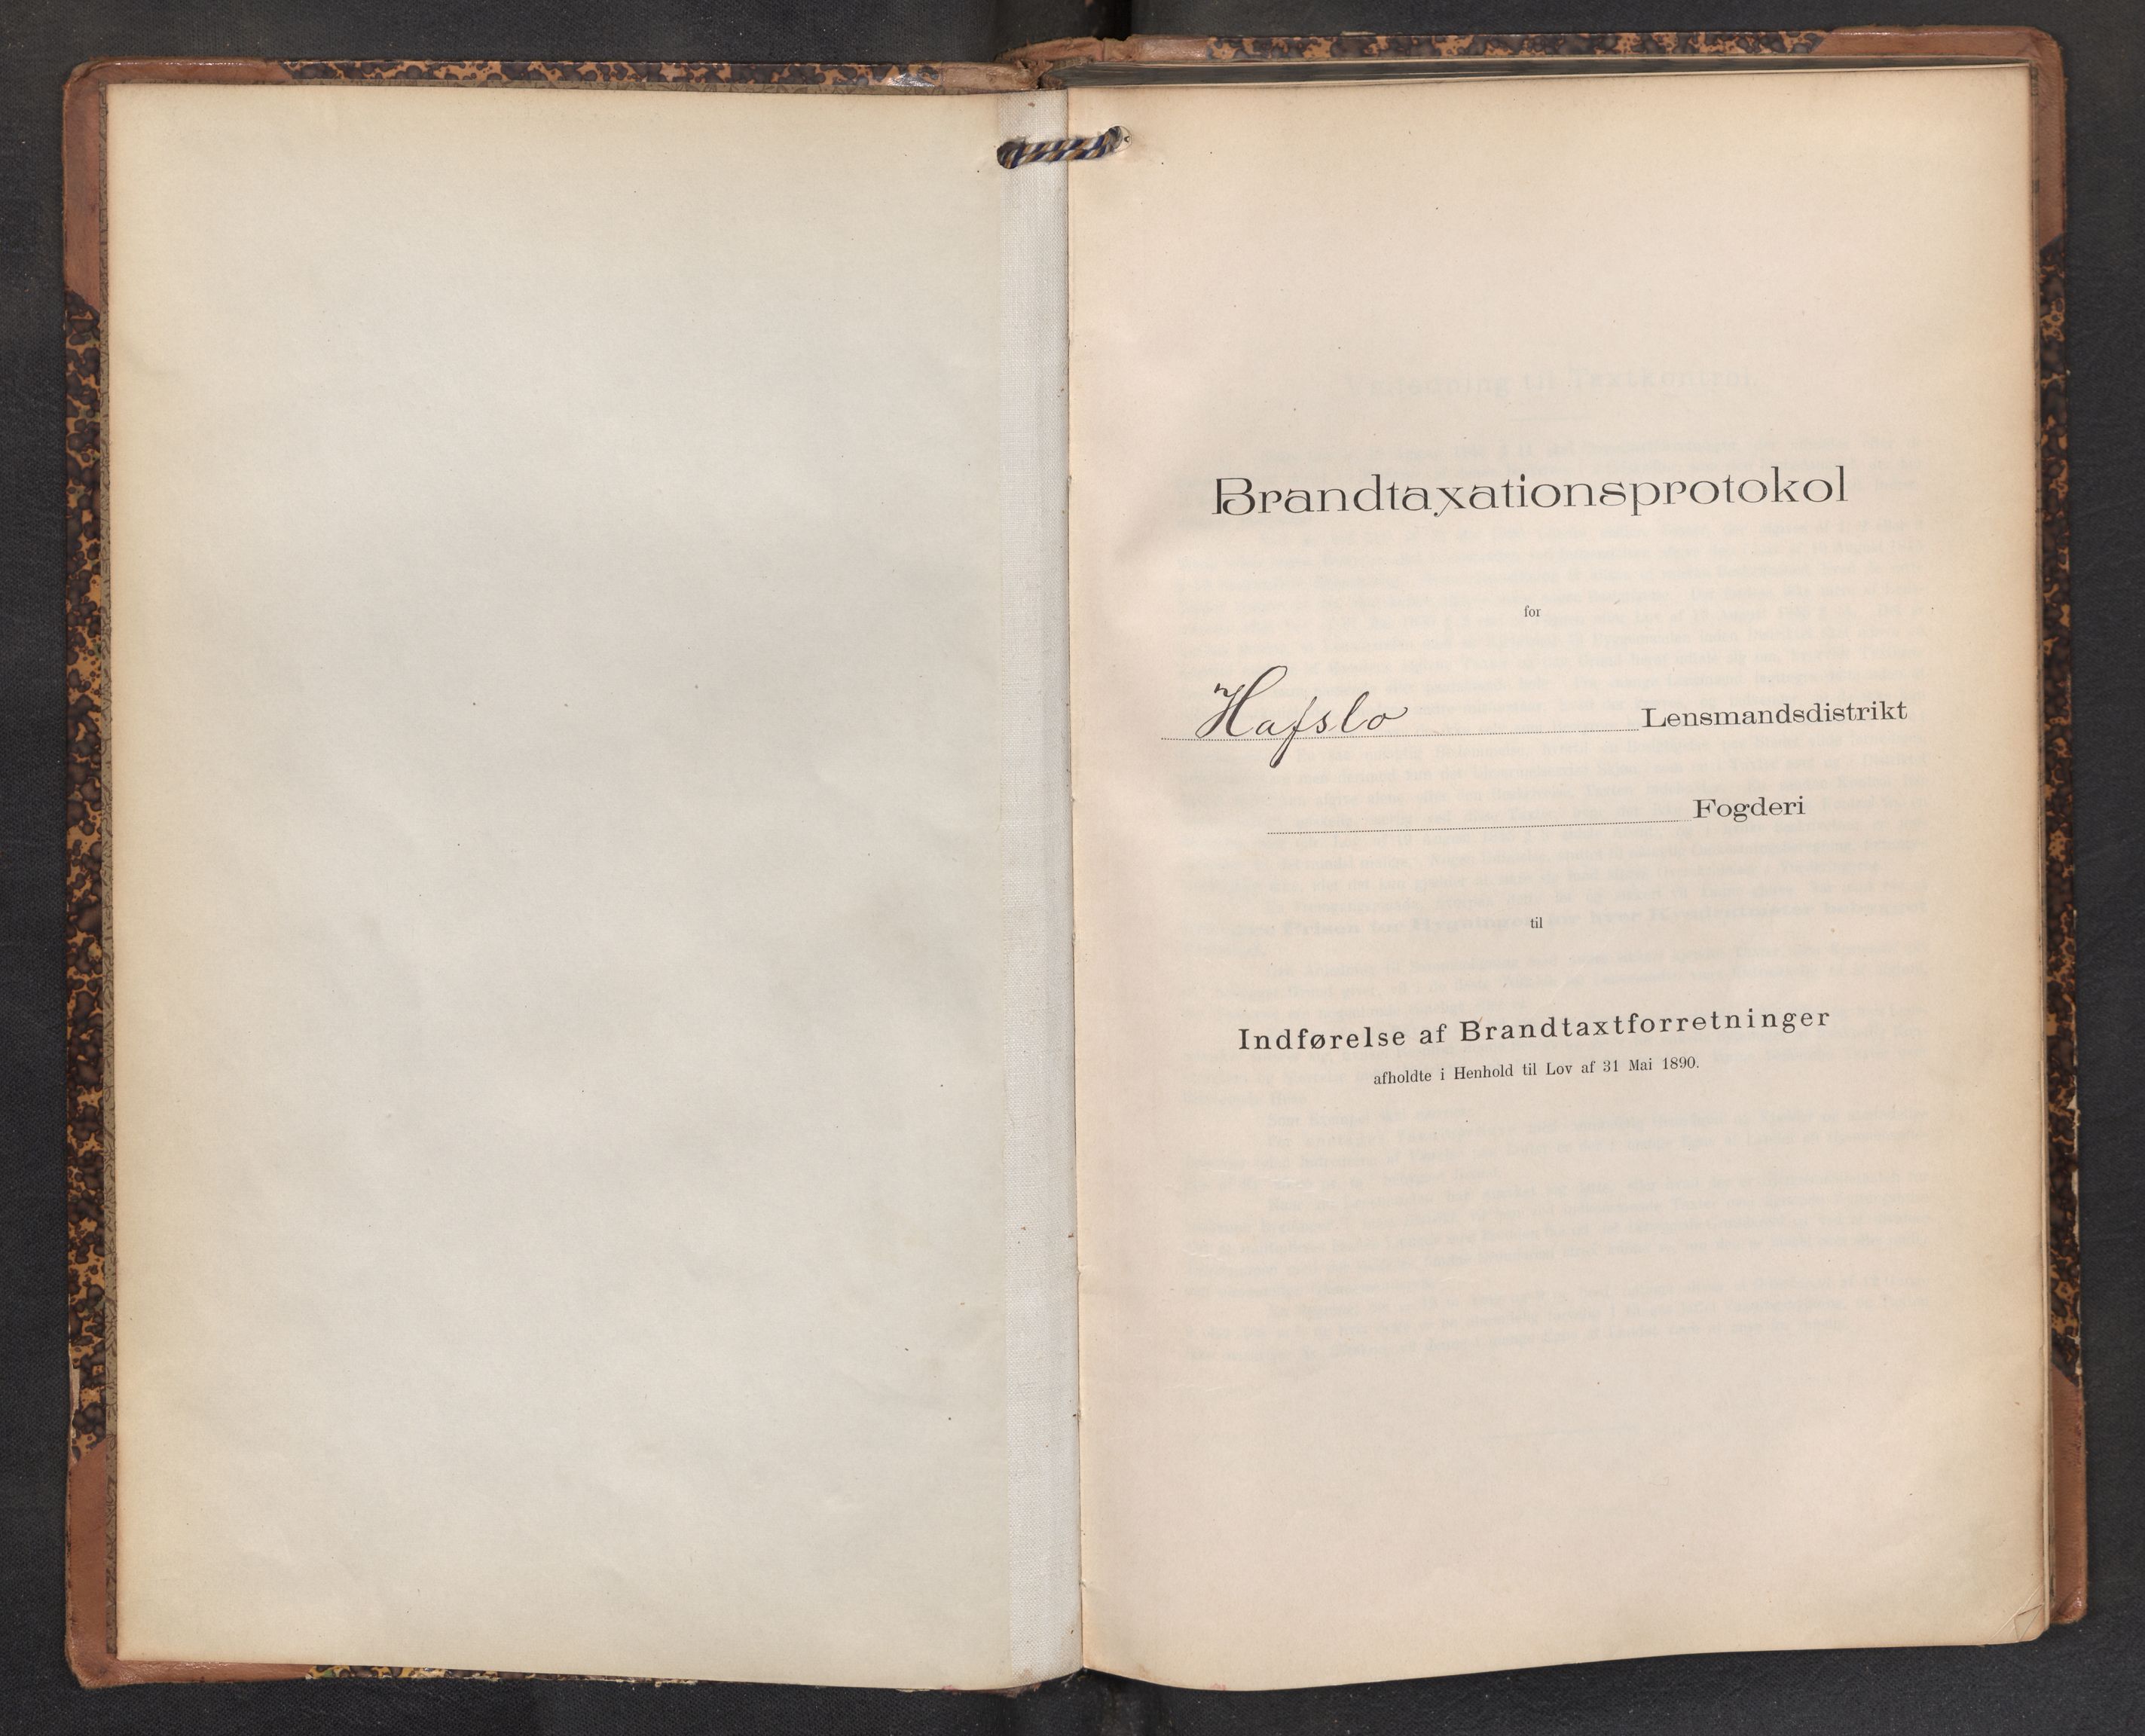 Brandtaxationsprotokol
for
Hafslo Lensmandsdistrikt
Fogderi
til
Indførelse af Brandtaxtforretninger
afholdte i Henhold til Lov af 31 Mai 1890.